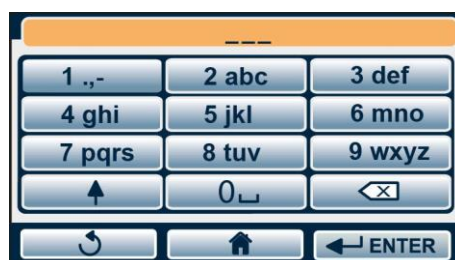 ___
1 .,- 2 abc 3 def
4 ghi 5 jkl 6 mno
7 pqrs 8 tuv 9 wxyz
0⎵
ENTER